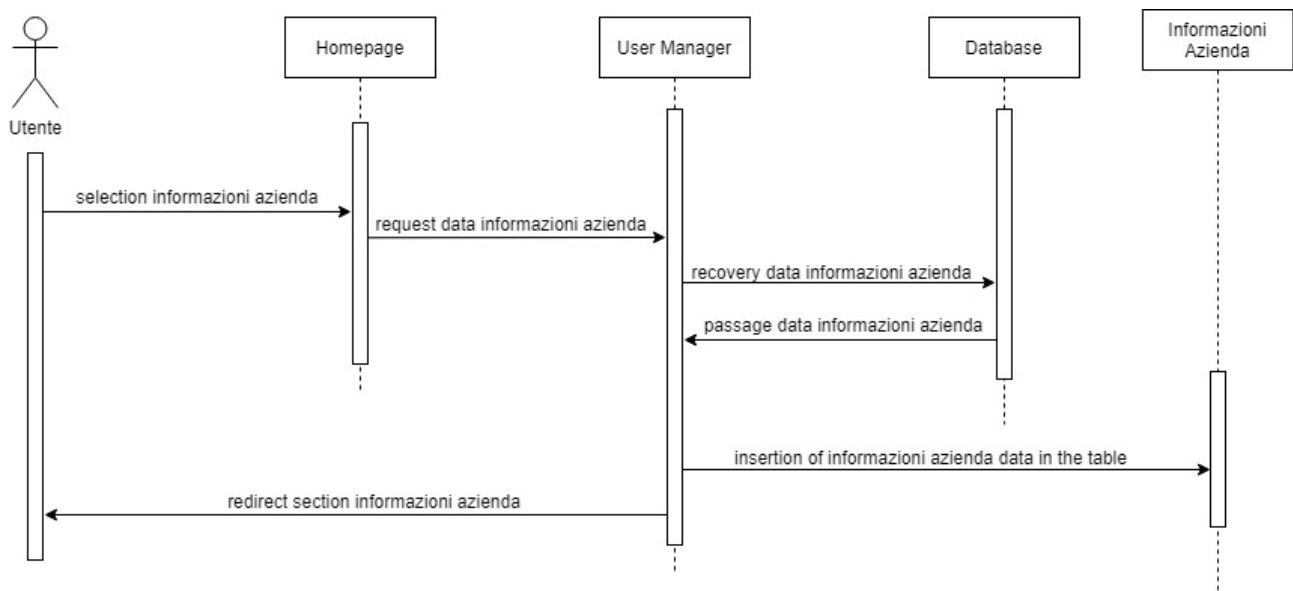 Utente
Homepage
User Manager
Database
Informazioni
Azienda
selection informazioni azienda
request data informazioni azienda
recovery data informazioni azienda
passage data informazioni azienda
insertion of informazioni azienda data in the table
redirect section informazioni azienda